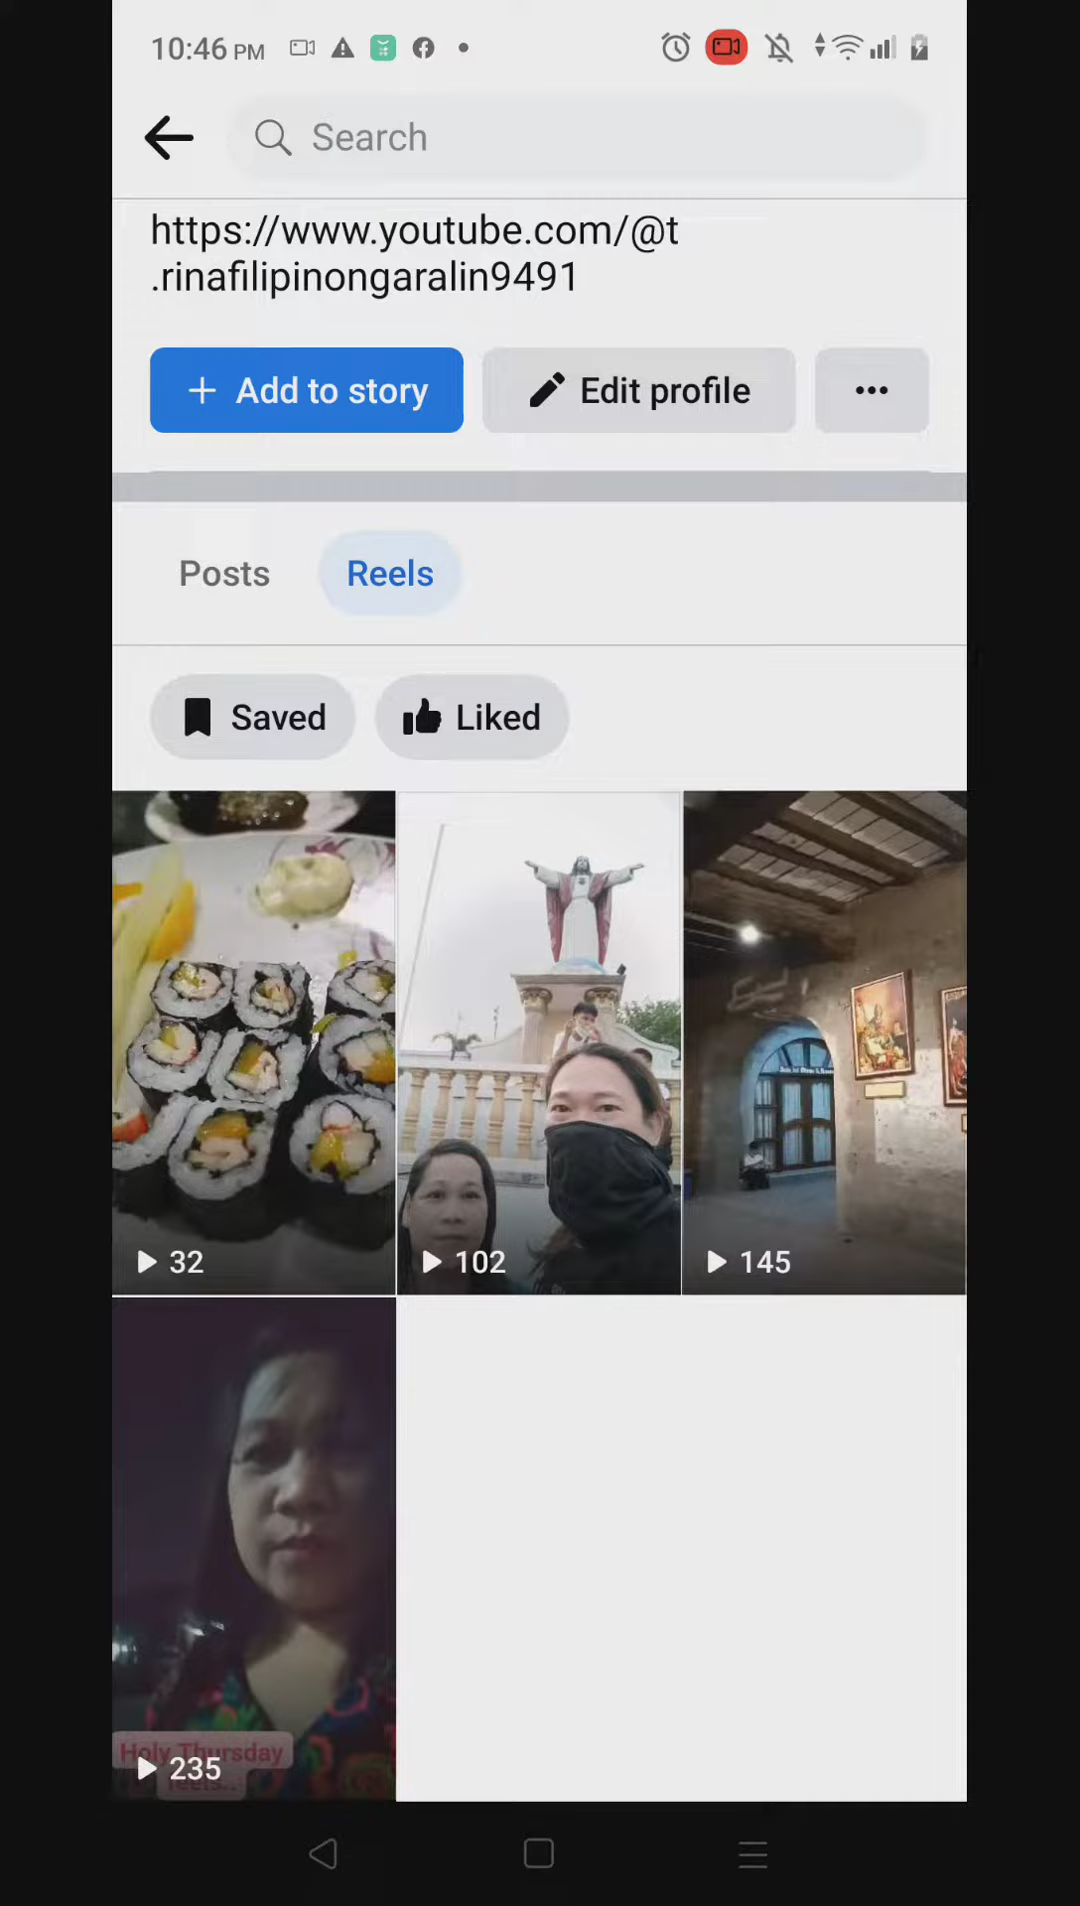 10:46 PM
Search
https://www.youtube.com/@t
.rinafilipinongaralin9491
+ Add to story
Edit profile
Posts
Reels
Saved
Liked
32
102
145
Holy Thursday
235
feels..